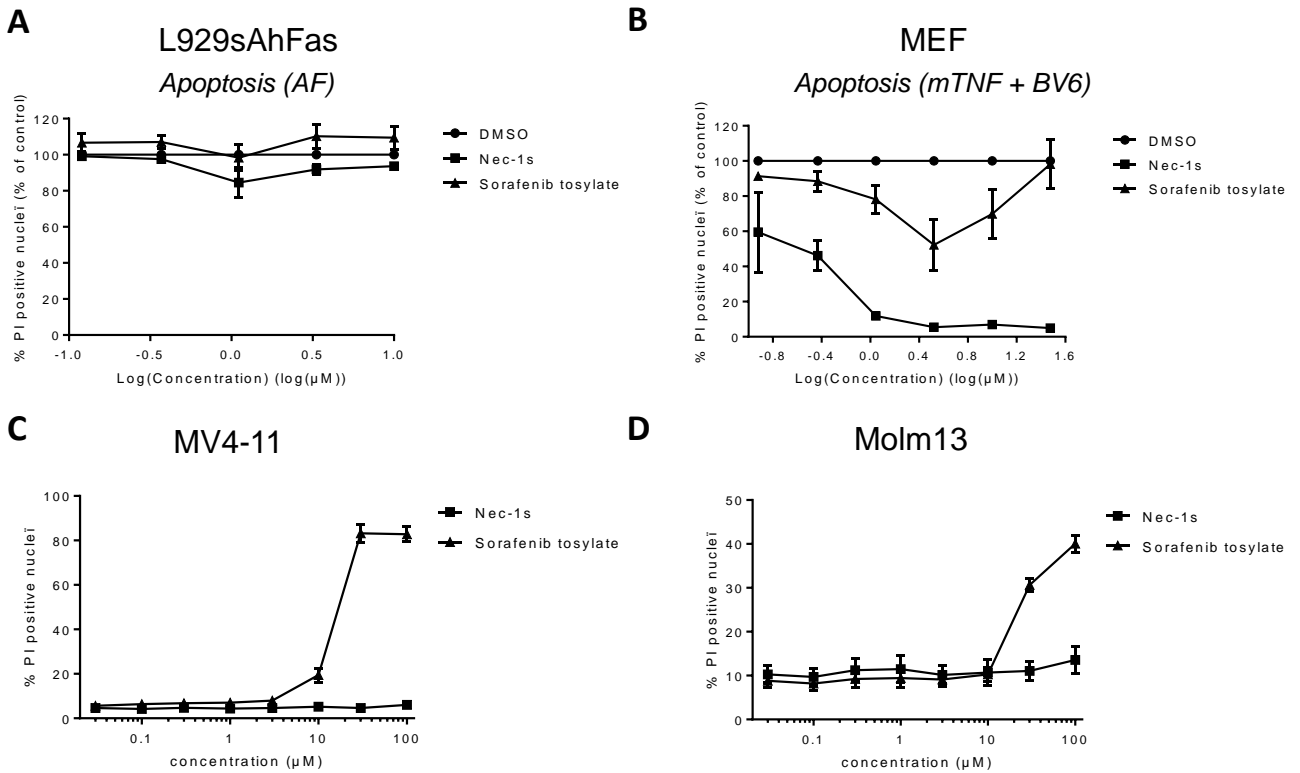 A
L929sAhFas
Apoptosis (AF)
% PI positive nucleï (% of control)
120
100
80
60
40
20
0
-1.0
-0.5
0.0
0.5
1.0
Log(Concentration) (log(µM))
DMSO
Nec-1s
Sorafenib tosylate
B
MEF
Apoptosis (mTNF + BV6)
% PI positive nucleï (% of control)
120
100
80
60
40
20
0
-0.8
-0.4
0.0
0.4
0.8
1.2
1.6
Log(Concentration) (log(µM))
DMSO
Nec-1s
Sorafenib tosylate
C
MV4-11
% PI positive nucleï
100
80
60
40
20
0
0.1
1
10
100
concentration (µM)
Nec-1s
Sorafenib tosylate
D
Molm13
% PI positive nucleï
50
40
30
20
10
0
0.1
1
10
100
concentration (µM)
Nec-1s
Sorafenib tosylate